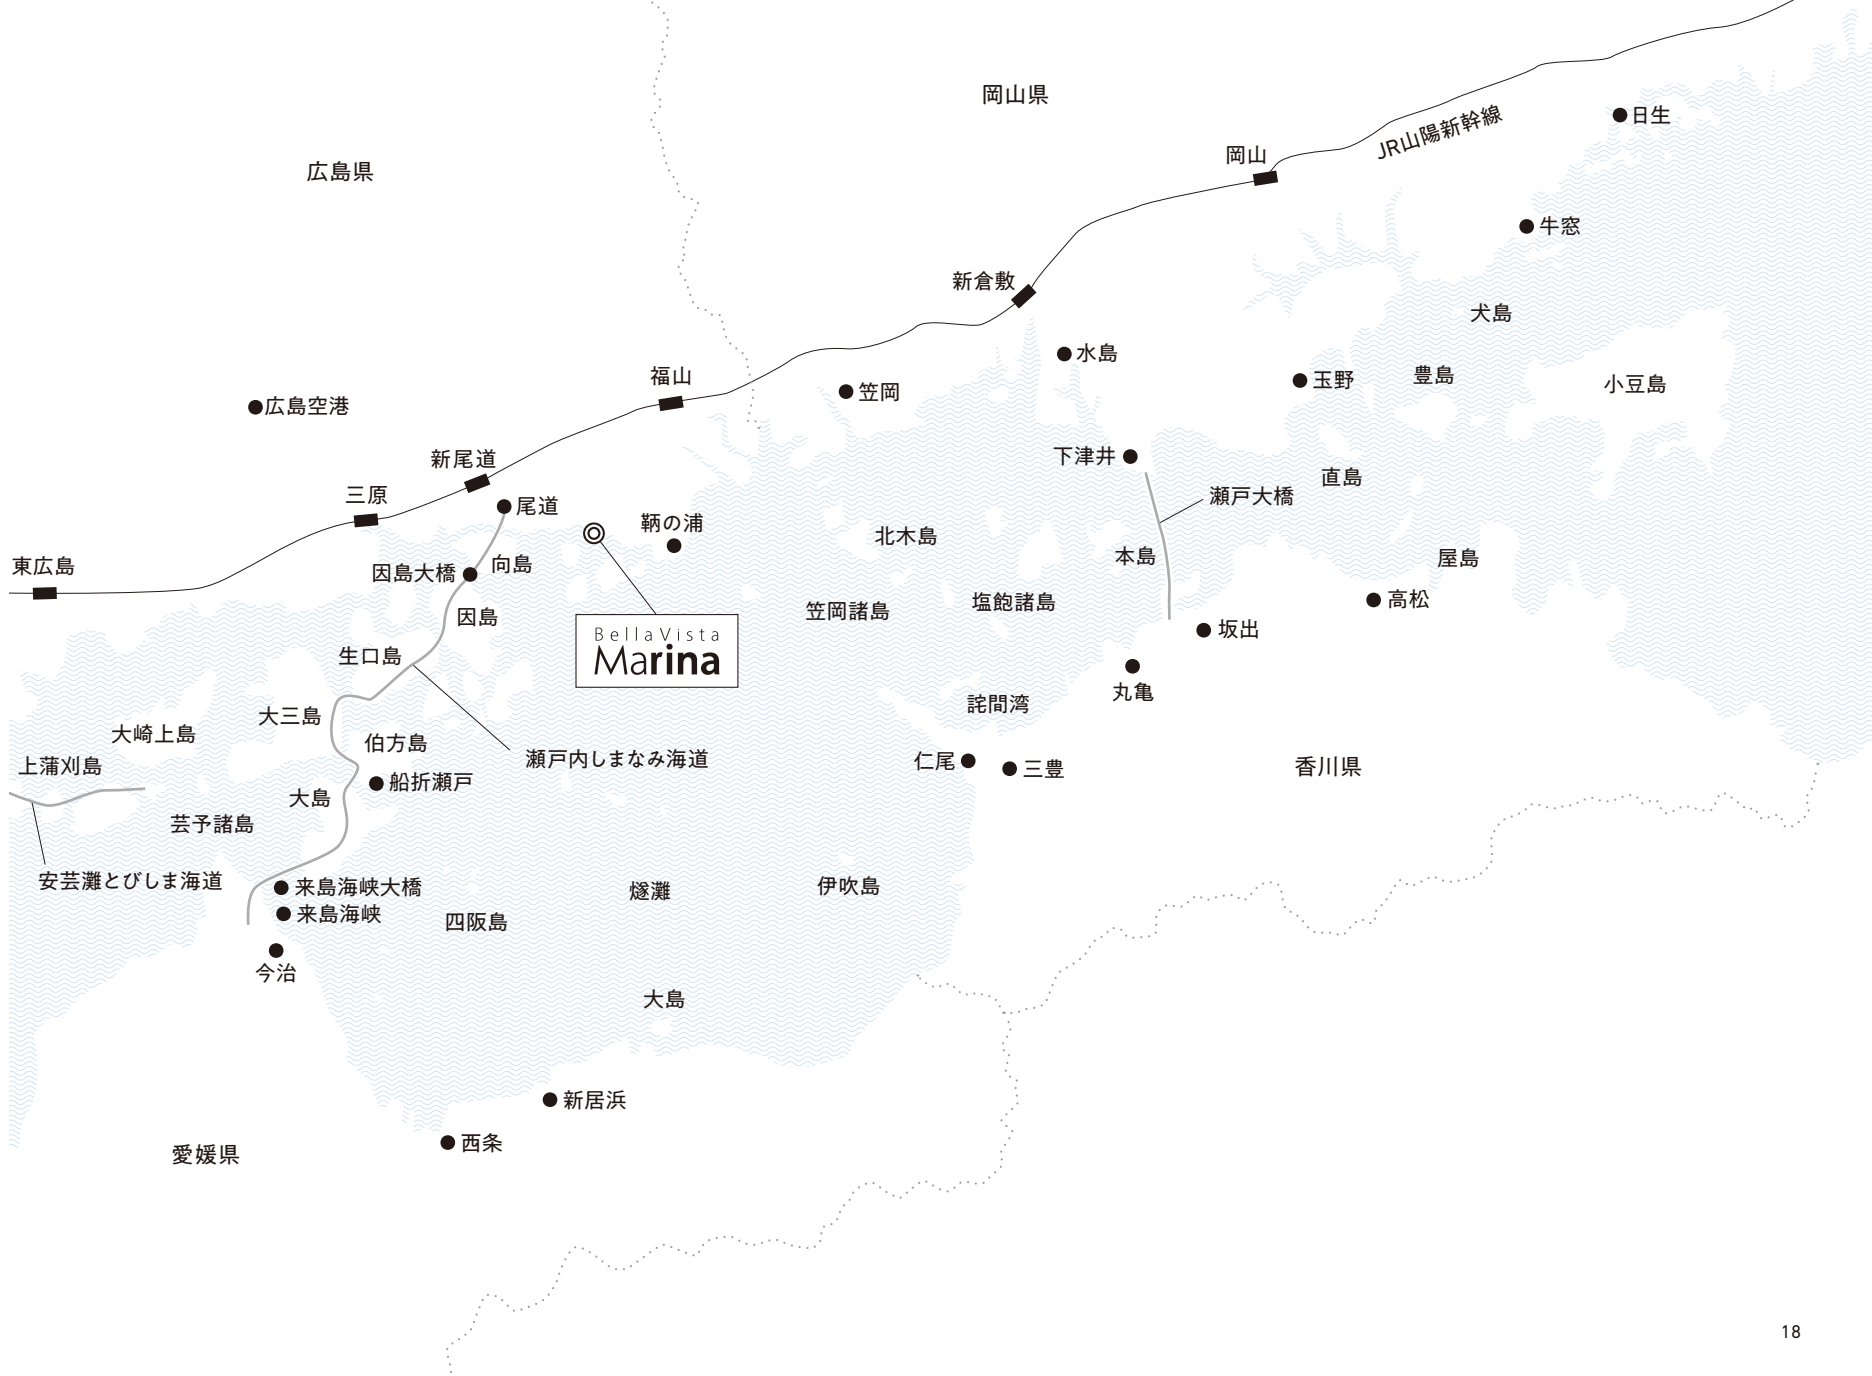 岡山県
広島県
JR山陽新幹線
日生
岡山
牛窓
新倉敷
犬島
水島
福山
笠岡
玉野
豊島
小豆島
広島空港
新尾道
下津井
直島
三原
尾道
瀬戸大橋
鞆の浦
北木島
東広島
因島大橋
向島
本島
屋島
因島
笠岡諸島
塩飽諸島
高松
坂出
BellaVista
Marina
生口島
丸亀
詫間湾
大三島
大崎上島
伯方島
上蒲刈島
瀬戸内しまなみ海道
仁尾
三豊
香川県
船折瀬戸
大島
芸予諸島
安芸灘とびしま海道
来島海峡大橋
来島海峡
燧灘
伊吹島
四阪島
今治
大島
新居浜
西条
愛媛県
18